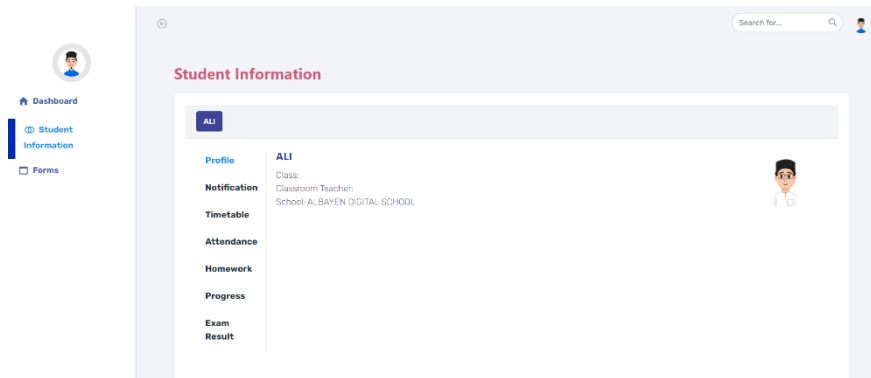 Search for...
Student Information
Dashboard
Student
Information
Forms
ALI
Profile
Notification
Timetable
Attendance
Homework
Progress
Exam
Result
ALI
Class:
Classroom Teacher:
School: ALBAYEN DIGITAL SCHOOL